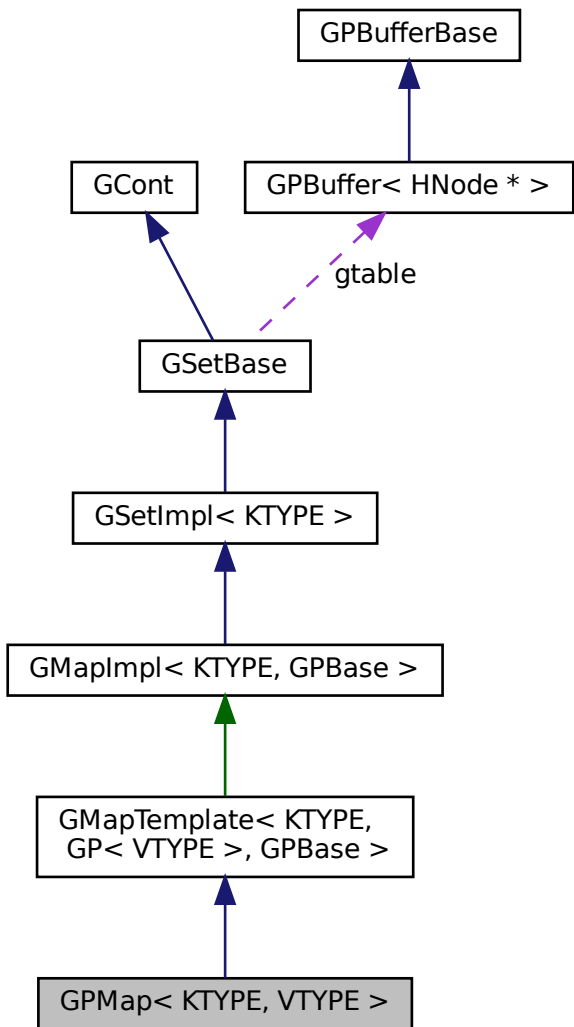 GPBufferBase
GCont
GPBuffer< HNode * >
gtable
GSetBase
GSetImpl< KTYPE >
GMapImpl< KTYPE, GPBase >
GMapTemplate< KTYPE,
GP< VTYPE >, GPBase >
GPMap< KTYPE, VTYPE >